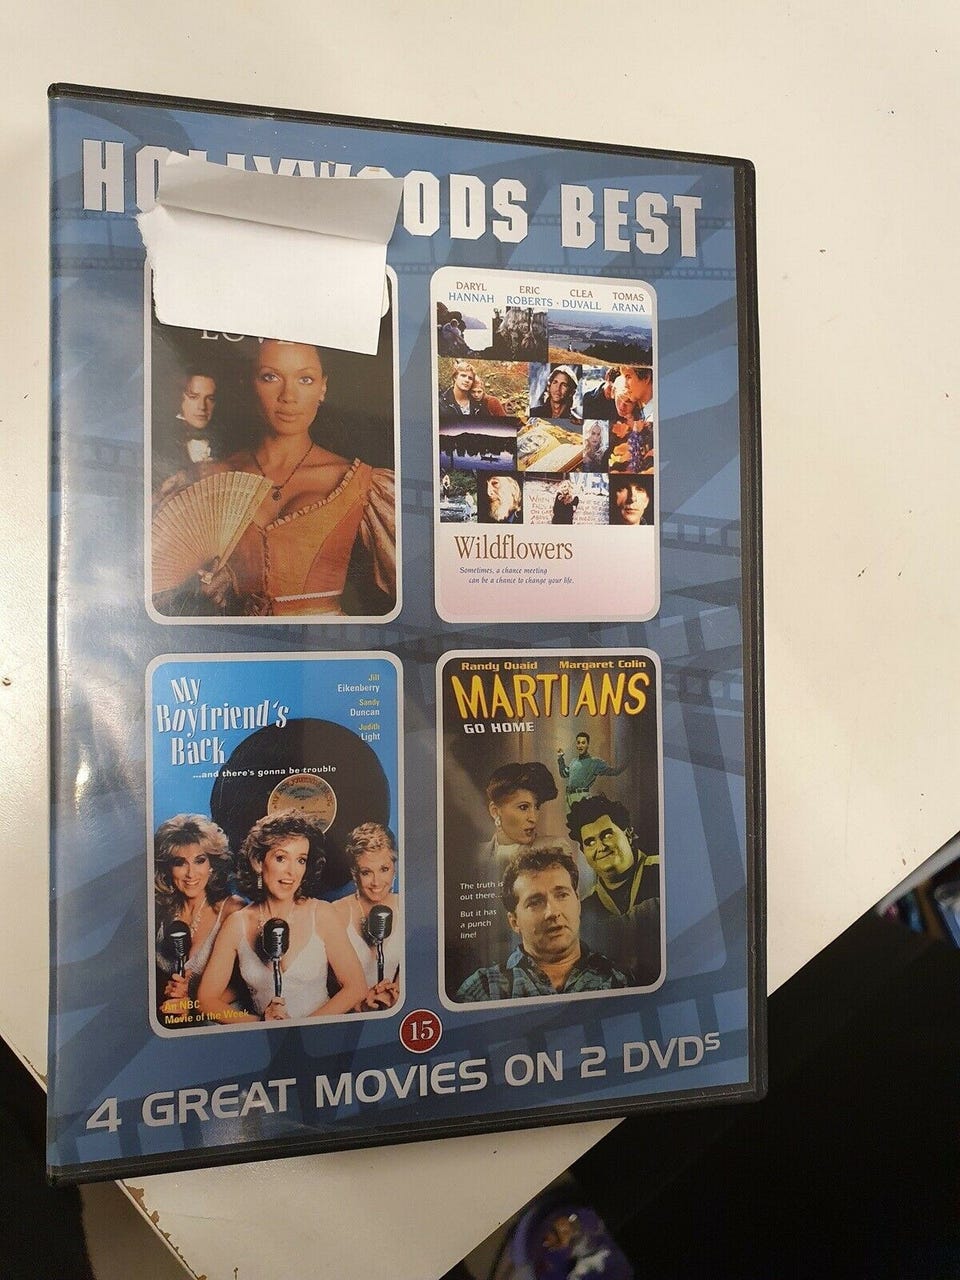 HOLLYWOODS BEST
DARYL HANNAH
ERIC ROBERTS
CLEA DUVALL
TOMAS ARANA
Wildflowers
Sometimes, a chance meeting
can be a chance to change your life.
My
Boyfriend's
Back
...and there's gonna be trouble
Jill
Eikenberry
Sandy
Duncan
Judith
Light
An NBC
Movie of the Week
Randy Quaid Margaret Colin
MARTIANS
GO HOME
The truth is
out there...
But it has
a punch
line!
15
4 GREAT MOVIES ON 2 DVDs